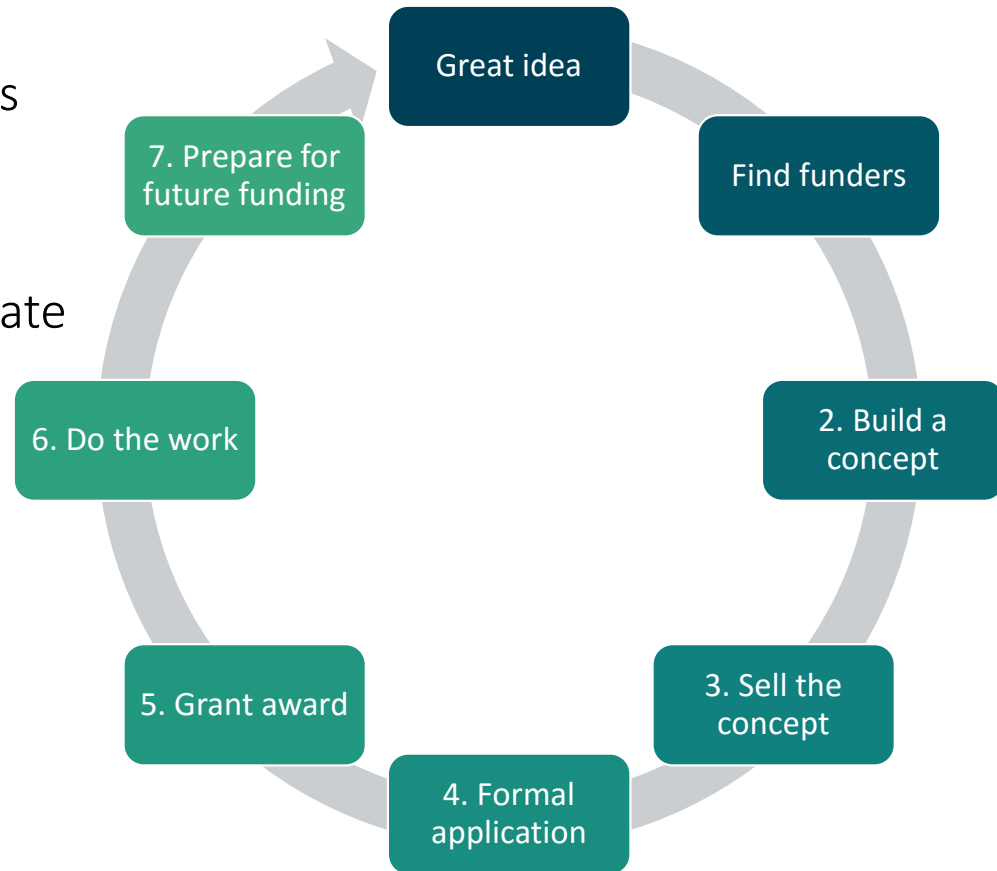 s
ate
Great idea
Find funders
2. Build a
concept
3. Sell the
concept
4. Formal
application
5. Grant award
6. Do the work
7. Prepare for
future funding